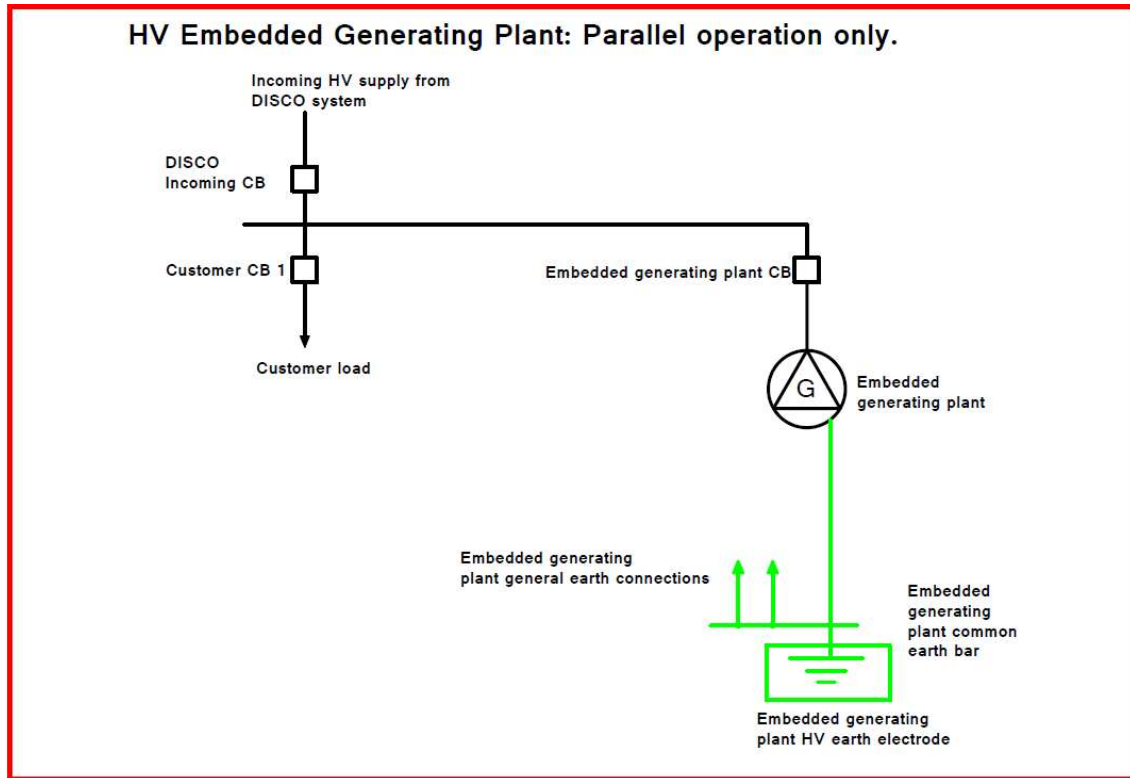 HV Embedded Generating Plant: Parallel operation only.
Incoming HV supply from
DISCO system
DISCO
Incoming CB
Customer CB 1
Embedded generating plant CB
Customer load
G
Embedded
generating plant
Embedded generating
plant general earth connections
Embedded
generating
plant common
earth bar
Embedded generating
plant HV earth electrode